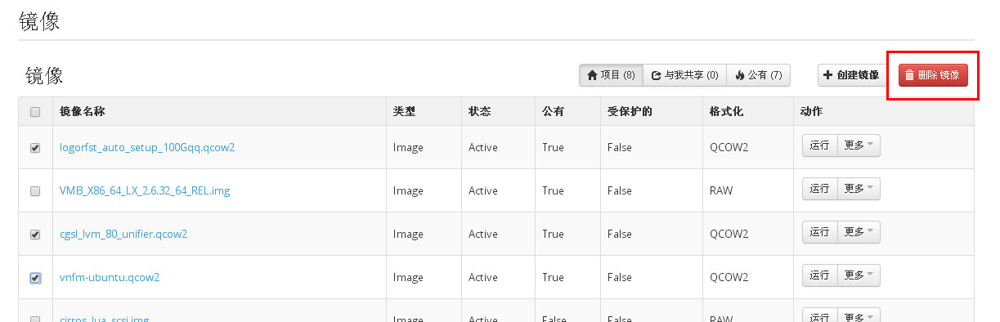 镜像
镜像 项目 (8) 与我共享 (0) 公有 (7) 创建镜像 删除 镜像
镜像名称 类型 状态 公有 受保护的 格式化 动作
logorfst_auto_setup_100Gqq.qcow2 Image Active True False QCOW2 运行 更多
VMB_X86_64_LX_2.6.32_64_REL.img Image Active True False RAW 运行 更多
cgsl_lvm_80_unifier.qcow2 Image Active True False QCOW2 运行 更多
vnfm-ubuntu.qcow2 Image Active True False QCOW2 运行 更多
cirros_lua_scsi.img Image Active False False RAW 运行 更多